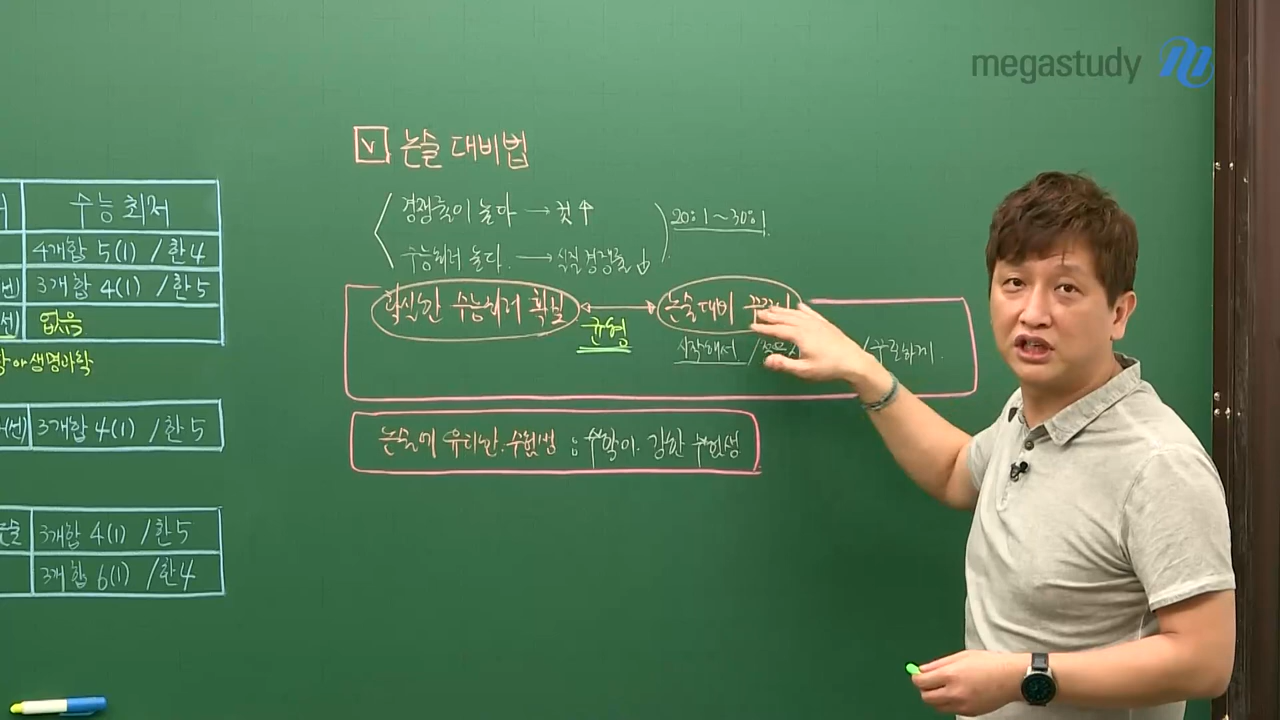 megastudy
V 논술 대비법
수능 최저
4개합 5(1) / 한 4
3개합 4(1) / 한 5
없음
생명과학
3개합 4(1) / 한 5
3개합 4(1) / 한 5
3개합 6(1) / 한 4
경쟁률이 높다 → 컷 ↑
20:1 ~ 30:1
수능최저 높다. → 실질 경쟁률 ↓
확실한 수능최저 확보 ↔ 논술대비
균형
시작해서 / / 꾸준하게.
논술에 유리한 수험생 : 수학이 강한 수험생